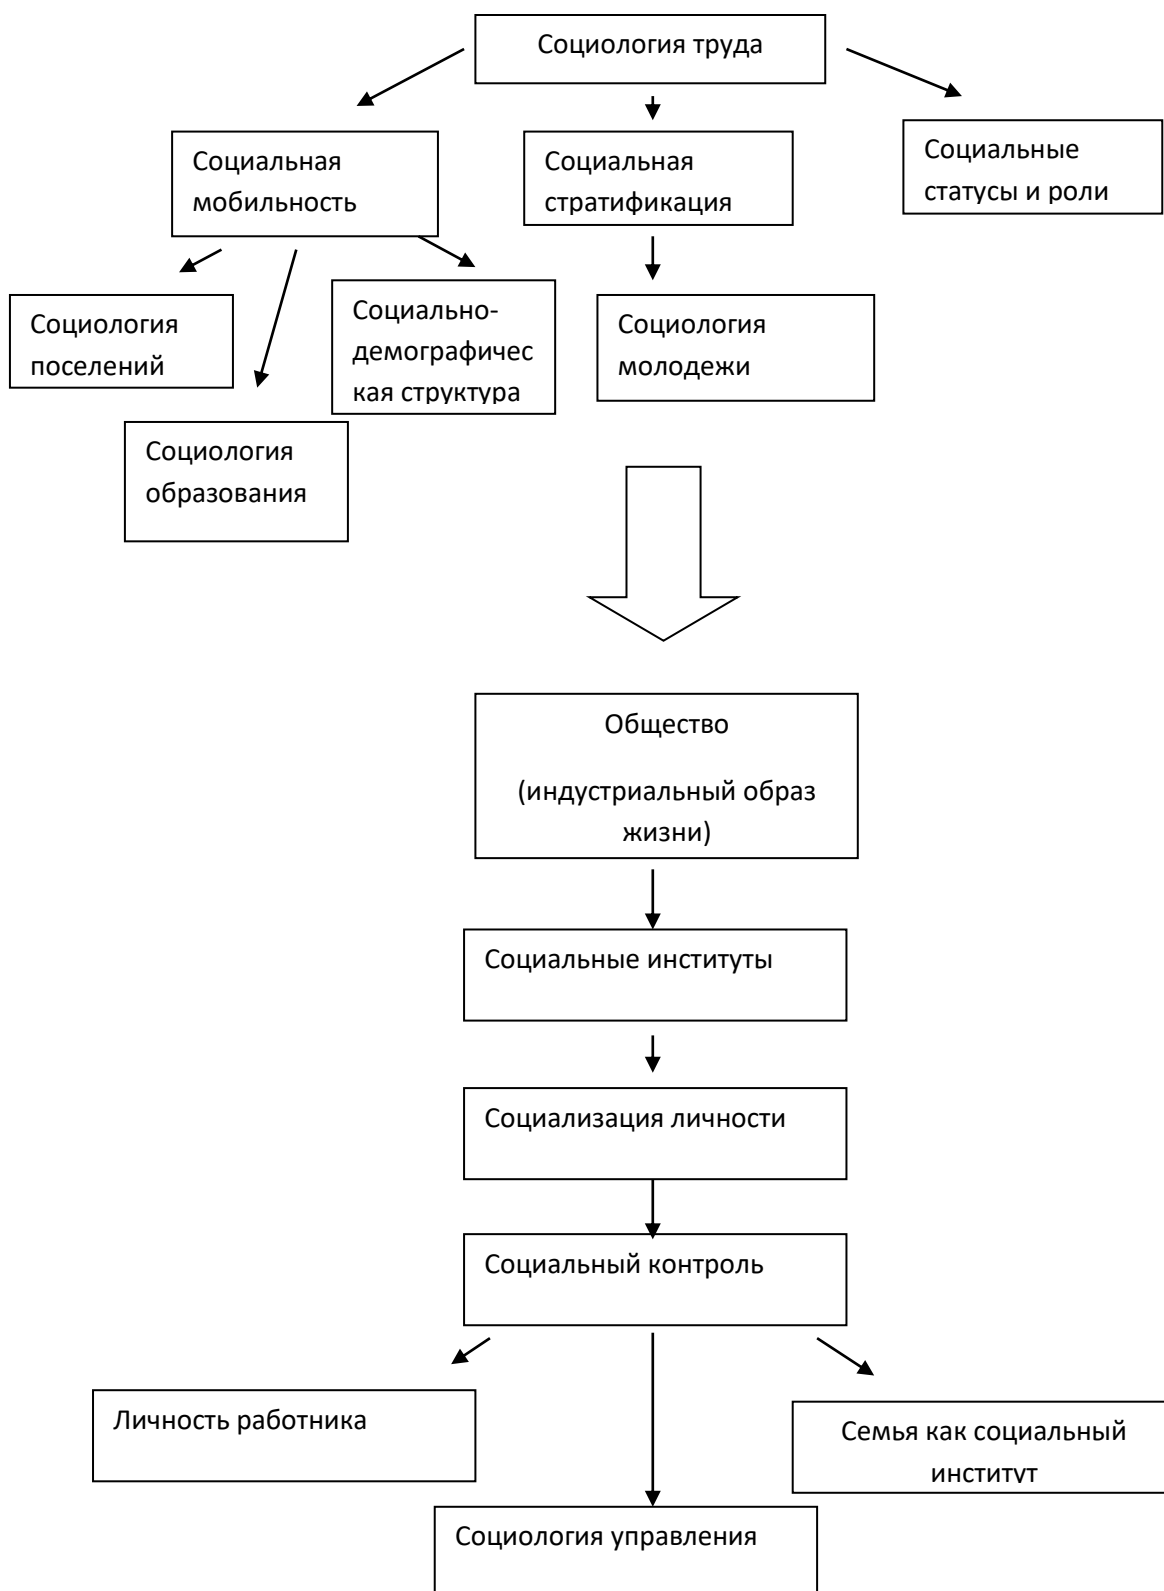 Социология труда
Социальная
мобильность
Социальная
стратификация
Социальные
статусы и роли
Социология
поселений
Социально-
демографичес
кая структура
Социология
молодежи
Социология
образования
Общество
(индустриальный образ
жизни)
Социальные институты
Социализация личности
Социальный контроль
Личность работника
Семья как социальный
институт
Социология управления